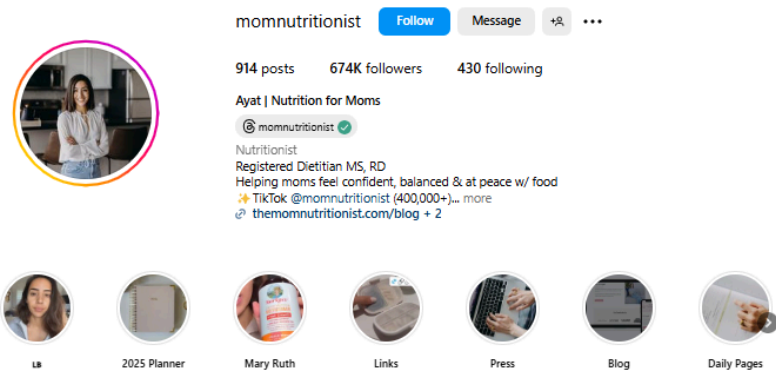 momnutritionist Follow Message
914 posts 674K followers 430 following
Ayat | Nutrition for Moms
momnutritionist
Nutritionist
Registered Dietitian MS, RD
Helping moms feel confident, balanced & at peace w/ food
✨TikTok @momnutritionist (400,000+)... more
themomnutritionist.com/blog + 2
LB 2025 Planner Mary Ruth Links Press Blog Daily Pages